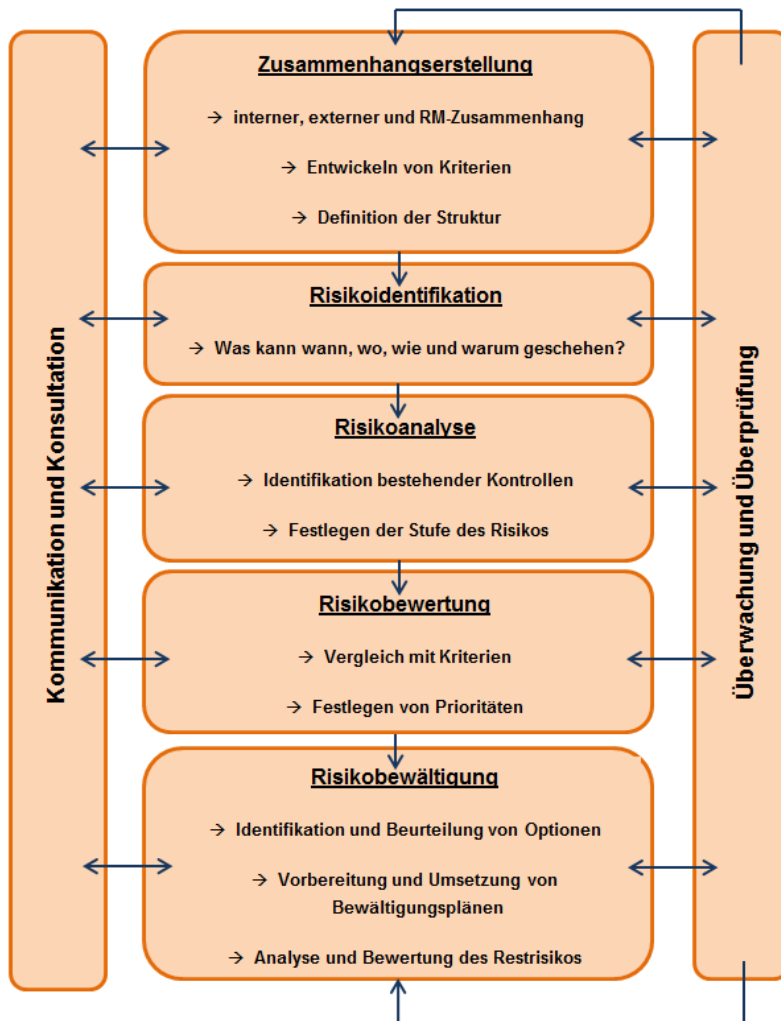 Zusammenhangserstellung
→ interner, externer und RM-Zusammenhang
→ Entwickeln von Kriterien
→ Definition der Struktur
Risikoidentifikation
→ Was kann wann, wo, wie und warum geschehen?
Risikoanalyse
→ Identifikation bestehender Kontrollen
→ Festlegen der Stufe des Risikos
Risikobewertung
→ Vergleich mit Kriterien
→ Festlegen von Prioritäten
Risikobewältigung
→ Identifikation und Beurteilung von Optionen
→ Vorbereitung und Umsetzung von
Bewältigungsplänen
→ Analyse und Bewertung des Restrisikos
Kommunikation und Konsultation
Überwachung und Überprüfung